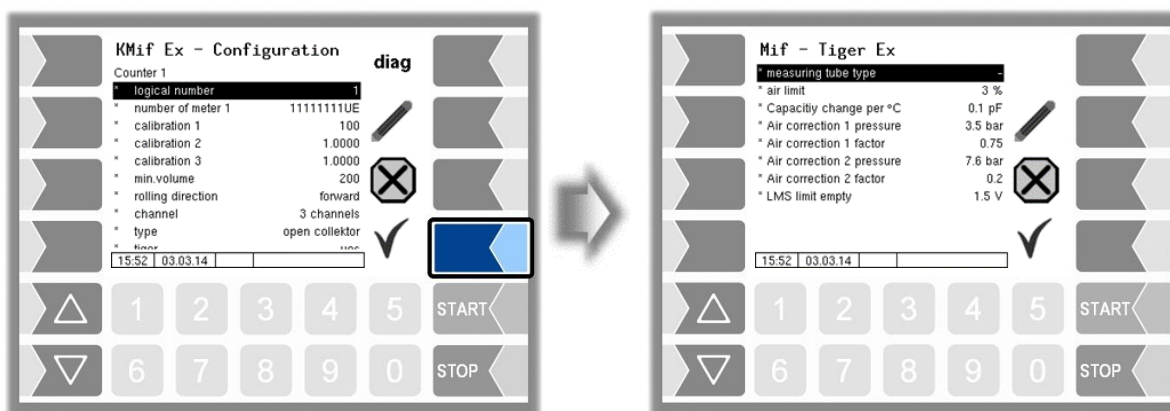 KMif Ex - Configuration
diag
Counter 1
* logical number 1
* number of meter 1 11111111UE
* calibration 1 100
* calibration 2 1.0000
* calibration 3 1.0000
* min.volume 200
* rolling direction forward
* channel 3 channels
* type open collektor
* tiger yes
15:52 03.03.14
1 2 3 4 5 START
6 7 8 9 0 STOP
Mif - Tiger Ex
* measuring tube type -
* air limit 3 %
* Capacitiy change per °C 0.1 pF
* Air correction 1 pressure 3.5 bar
* Air correction 1 factor 0.75
* Air correction 2 pressure 7.6 bar
* Air correction 2 factor 0.2
* LMS limit empty 1.5 V
15:52 03.03.14
1 2 3 4 5 START
6 7 8 9 0 STOP